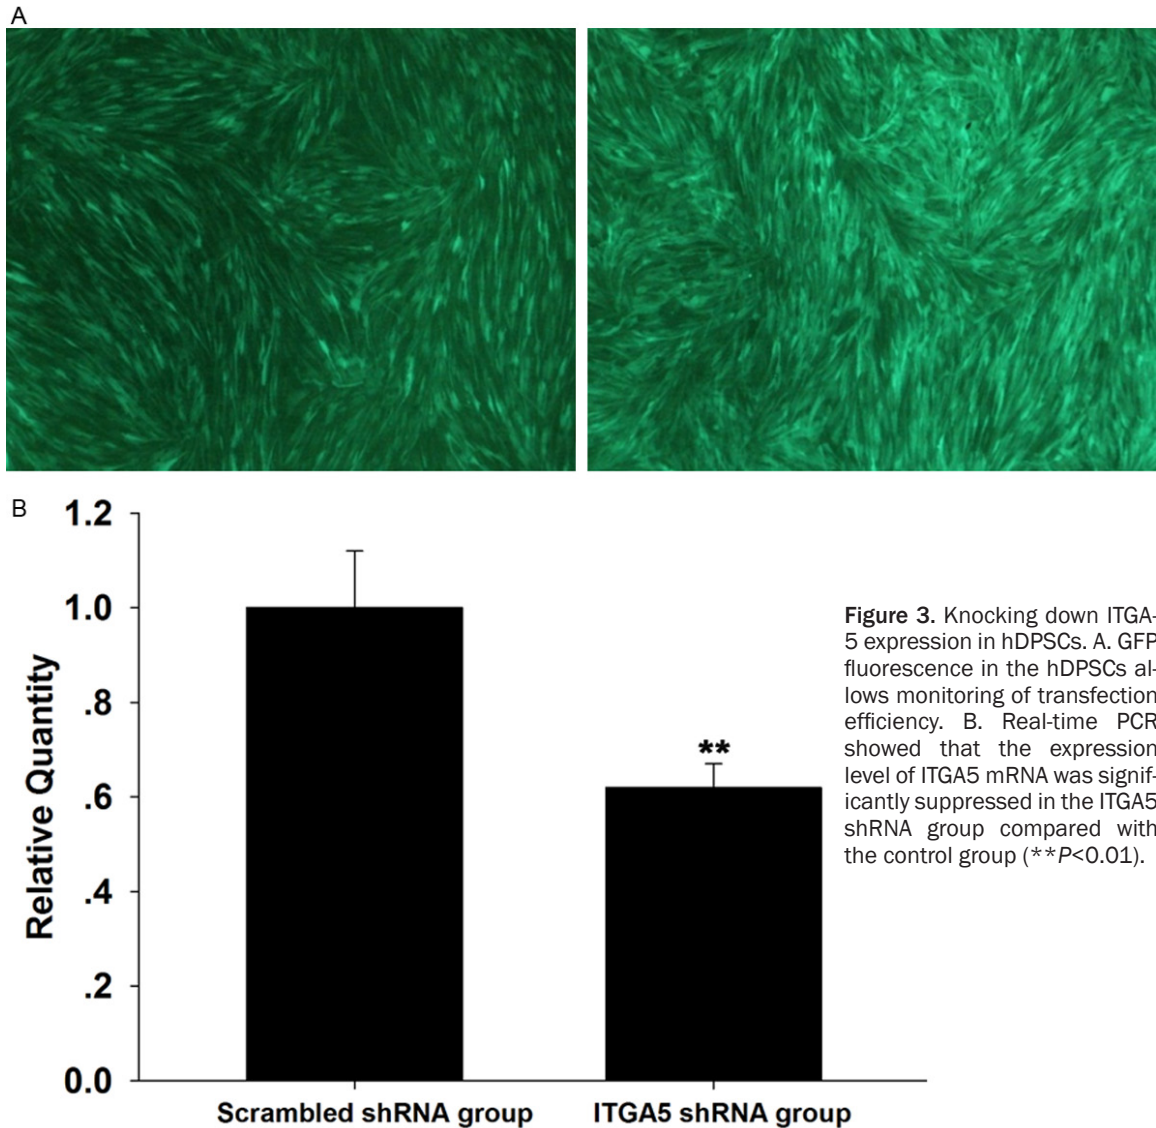 A
B
1.2
1.0
.8
.6
.4
.2
0.0
Relative Quantity
**
Scrambled shRNA group
ITGA5 shRNA group
Figure 3. Knocking down ITGA-
5 expression in hDPSCs. A. GFP
fluorescence in the hDPSCs al-
lows monitoring of transfection
efficiency. B. Real-time PCR
showed that the expression
level of ITGA5 mRNA was signif-
icantly suppressed in the ITGA5
shRNA group compared with
the control group (**P<0.01).